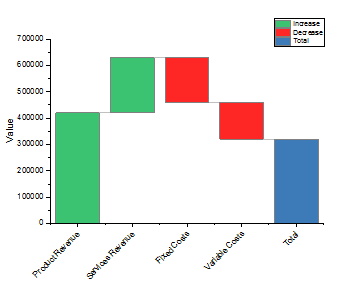 Increase
Decrease
Total
700000
600000
500000
400000
300000
200000
100000
0
Value
Product Revenue
Services Revenue
Fixed Costs
Variable Costs
Total